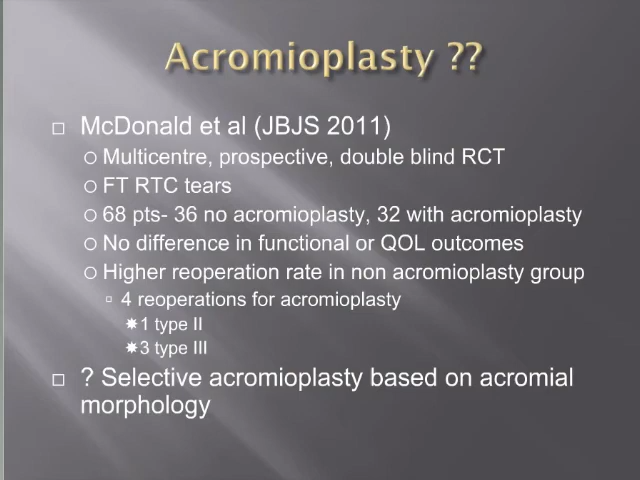 Acromioplasty ??
McDonald et al (JBJS 2011)
Multicentre, prospective, double blind RCT
FT RTC tears
68 pts- 36 no acromioplasty, 32 with acromioplasty
No difference in functional or QOL outcomes
Higher reoperation rate in non acromioplasty group
4 reoperations for acromioplasty
1 type II
3 type III
? Selective acromioplasty based on acromial
morphology